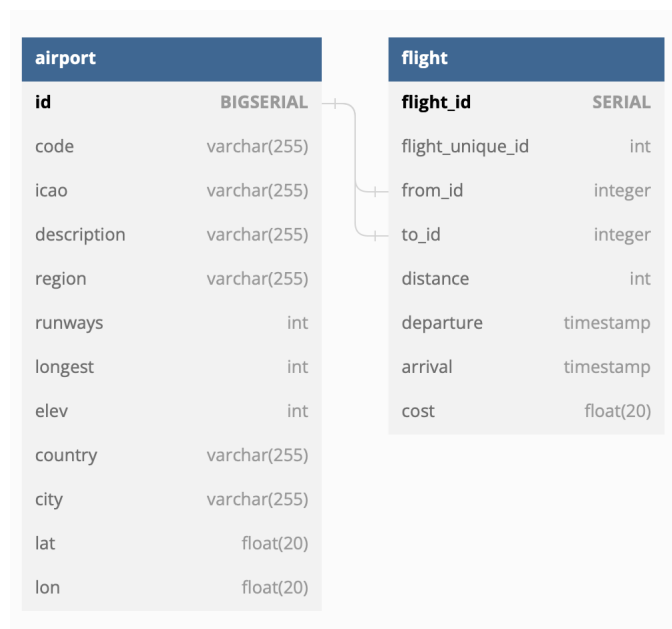 airport
id BIGSERIAL
code varchar(255)
icao varchar(255)
description varchar(255)
region varchar(255)
runways int
longest int
elev int
country varchar(255)
city varchar(255)
lat float(20)
lon float(20)
flight
flight_id SERIAL
flight_unique_id int
from_id integer
to_id integer
distance int
departure timestamp
arrival timestamp
cost float(20)